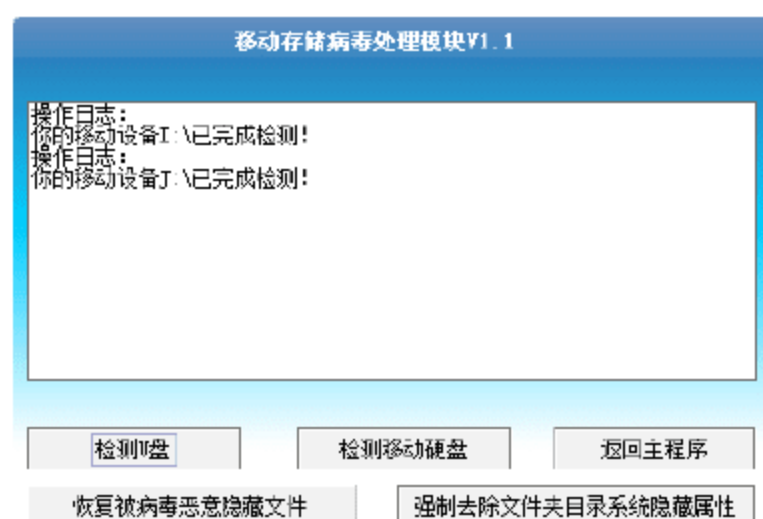 移动存储病毒处理模块V1.1
操作日志:
你的移动设备I:\已完成检测!
操作日志:
你的移动设备J:\已完成检测!
检测U盘
检测移动硬盘
返回主程序
恢复被病毒恶意隐藏文件
强制去除文件夹目录系统隐藏属性